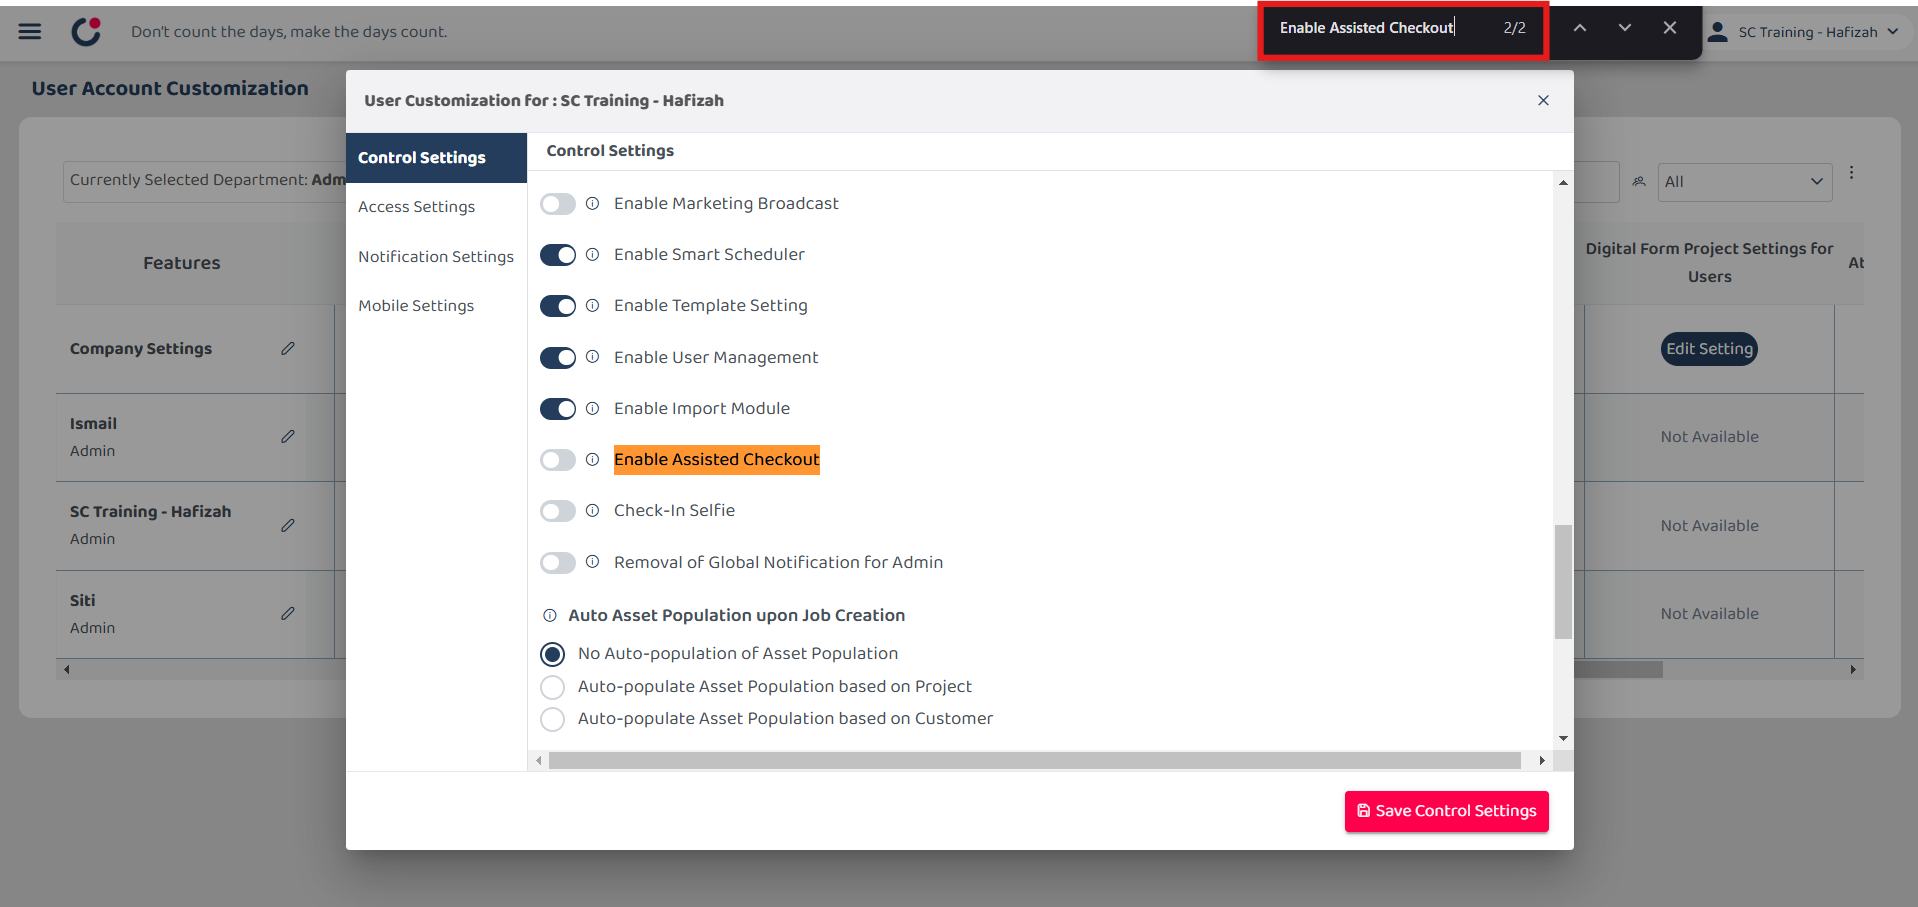 Don't count the days, make the days count.
Enable Assisted Checkout 2/2
SC Training - Hafizah
User Account Customization
User Customization for : SC Training - Hafizah
Control Settings
Access Settings
Notification Settings
Mobile Settings
Control Settings
Enable Marketing Broadcast
Enable Smart Scheduler
Enable Template Setting
Enable User Management
Enable Import Module
Enable Assisted Checkout
Check-In Selfie
Removal of Global Notification for Admin
Auto Asset Population upon Job Creation
No Auto-population of Asset Population
Auto-populate Asset Population based on Project
Auto-populate Asset Population based on Customer
Save Control Settings
Currently Selected Department: Adm
All
Features
Digital Form Project Settings for
Users
At
Company Settings
Edit Setting
Ismail
Admin
Not Available
SC Training - Hafizah
Admin
Not Available
Siti
Admin
Not Available